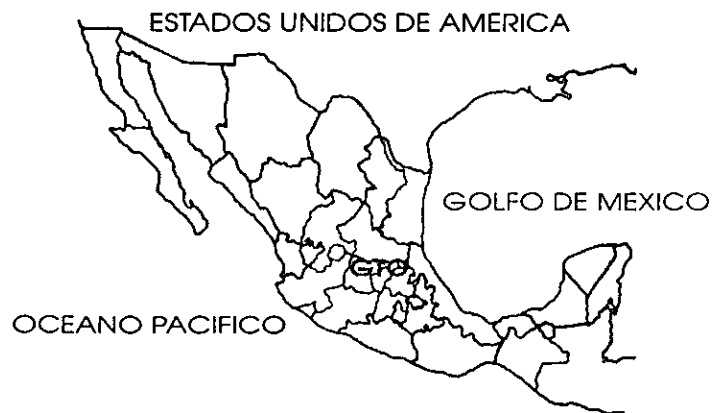 ESTADOS UNIDOS DE AMERICA
GOLFO DE MEXICO
GTO
OCEANO PACIFICO